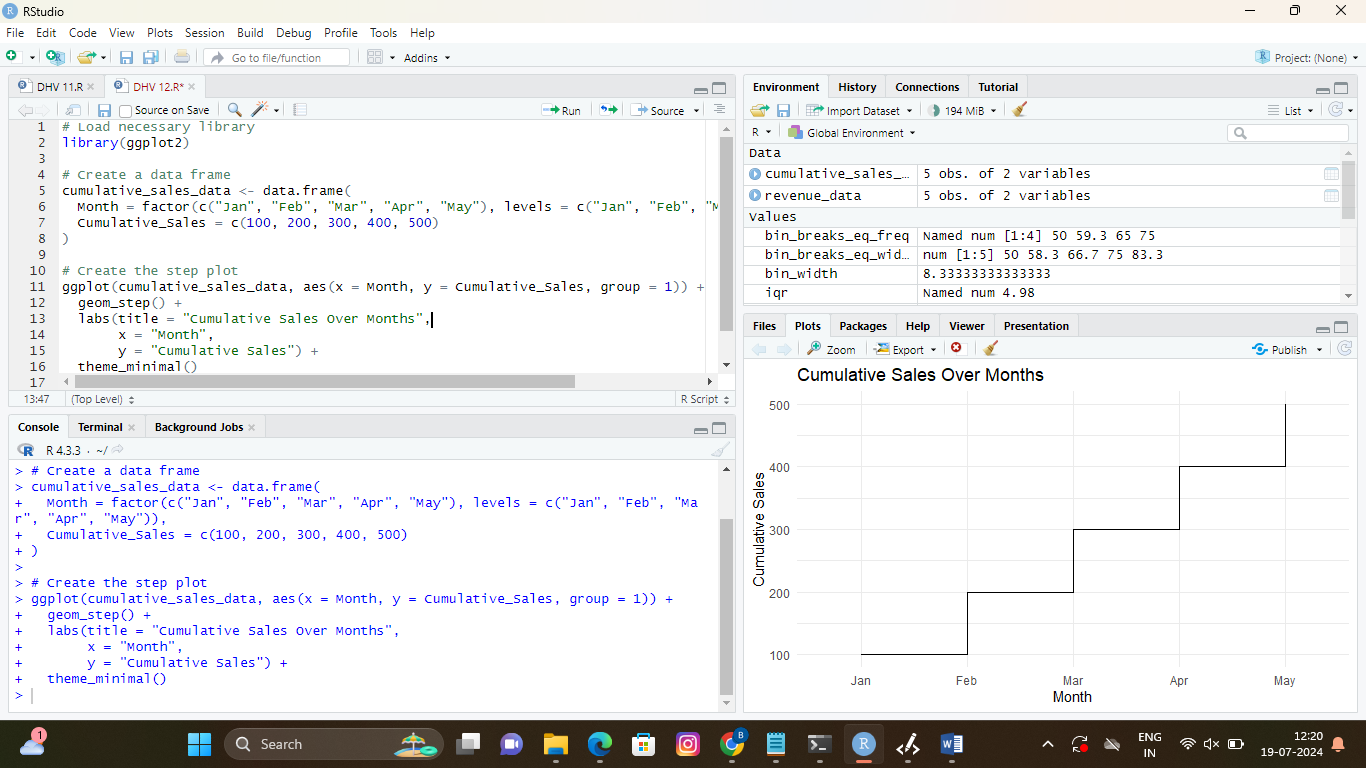 RStudio
File Edit Code View Plots Session Build Debug Profile Tools Help
Go to file/function Addins Project: (None)
DHV 11.R DHV 12.R*
Source on Save Run Source
1 # Load necessary library
2 library(ggplot2)
3
4 # Create a data frame
5 cumulative_sales_data <- data.frame(
6 Month = factor(c("Jan", "Feb", "Mar", "Apr", "May"), levels = c("Jan", "Feb", "M
7 Cumulative_Sales = c(100, 200, 300, 400, 500)
8 )
9
10 # Create the step plot
11 ggplot(cumulative_sales_data, aes(x = Month, y = Cumulative_Sales, group = 1)) +
12 geom_step() +
13 labs(title = "Cumulative Sales Over Months",
14 x = "Month",
15 y = "Cumulative Sales") +
16 theme_minimal()
17
13:47 (Top Level) R Script
Console Terminal Background Jobs
R 4.3.3 · ~/
> # Create a data frame
> cumulative_sales_data <- data.frame(
+ Month = factor(c("Jan", "Feb", "Mar", "Apr", "May"), levels = c("Jan", "Feb", "Ma
r", "Apr", "May")),
+ Cumulative_Sales = c(100, 200, 300, 400, 500)
+ )
>
> # Create the step plot
> ggplot(cumulative_sales_data, aes(x = Month, y = Cumulative_Sales, group = 1)) +
+ geom_step() +
+ labs(title = "Cumulative Sales Over Months",
+ x = "Month",
+ y = "Cumulative Sales") +
+ theme_minimal()
>
Environment History Connections Tutorial
Import Dataset 194 MiB List
R Global Environment
Data
cumulative_sales_… 5 obs. of 2 variables
revenue_data 5 obs. of 2 variables
Values
bin_breaks_eq_freq Named num [1:4] 50 59.3 65 75
bin_breaks_eq_wid… num [1:5] 50 58.3 66.7 75 83.3
bin_width 8.33333333333333
iqr Named num 4.98
Files Plots Packages Help Viewer Presentation
Zoom Export Publish
Cumulative Sales Over Months
500
400
300
200
100
Cumulative Sales
Jan Feb Mar Apr May
Month
1 Search B ENG 12:20
IN 19-07-2024